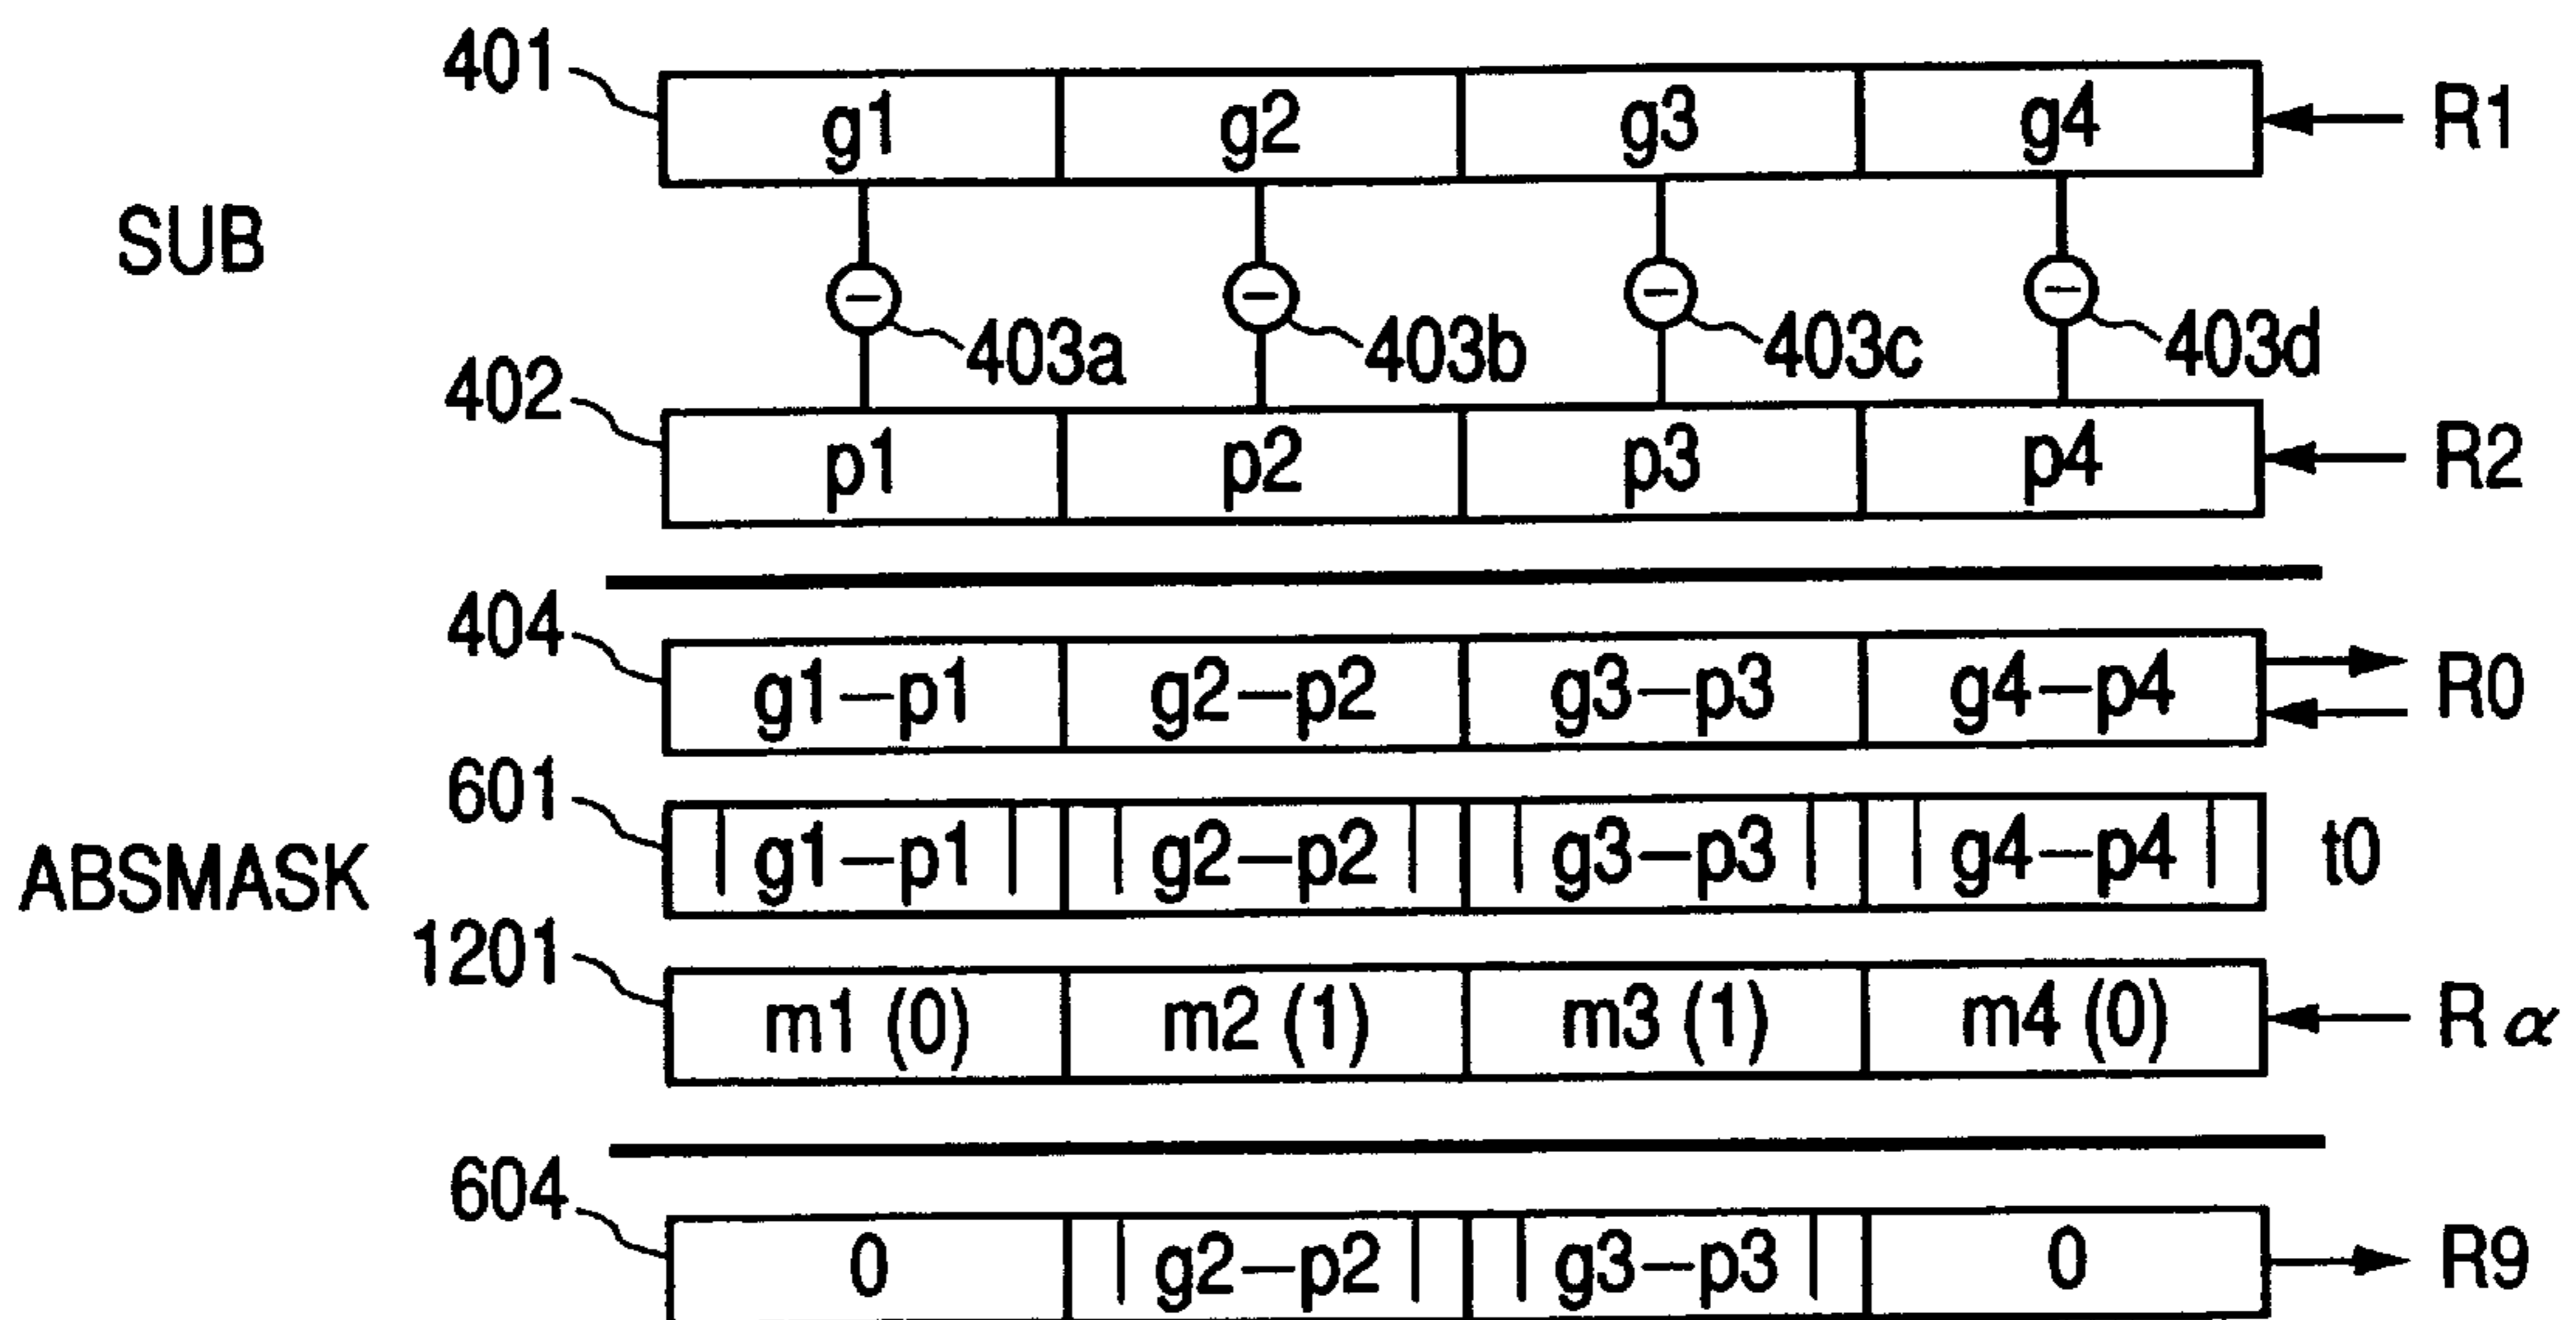 401 g1 g2 g3 g4 R1
SUB
403a 403b 403c 403d
402 p1 p2 p3 p4 R2
404 g1−p1 g2−p2 g3−p3 g4−p4 R0
601 |g1−p1| |g2−p2| |g3−p3| |g4−p4| t0
ABSMASK
1201 m1 (0) m2 (1) m3 (1) m4 (0) Rα
604 0 |g2−p2| |g3−p3| 0 R9